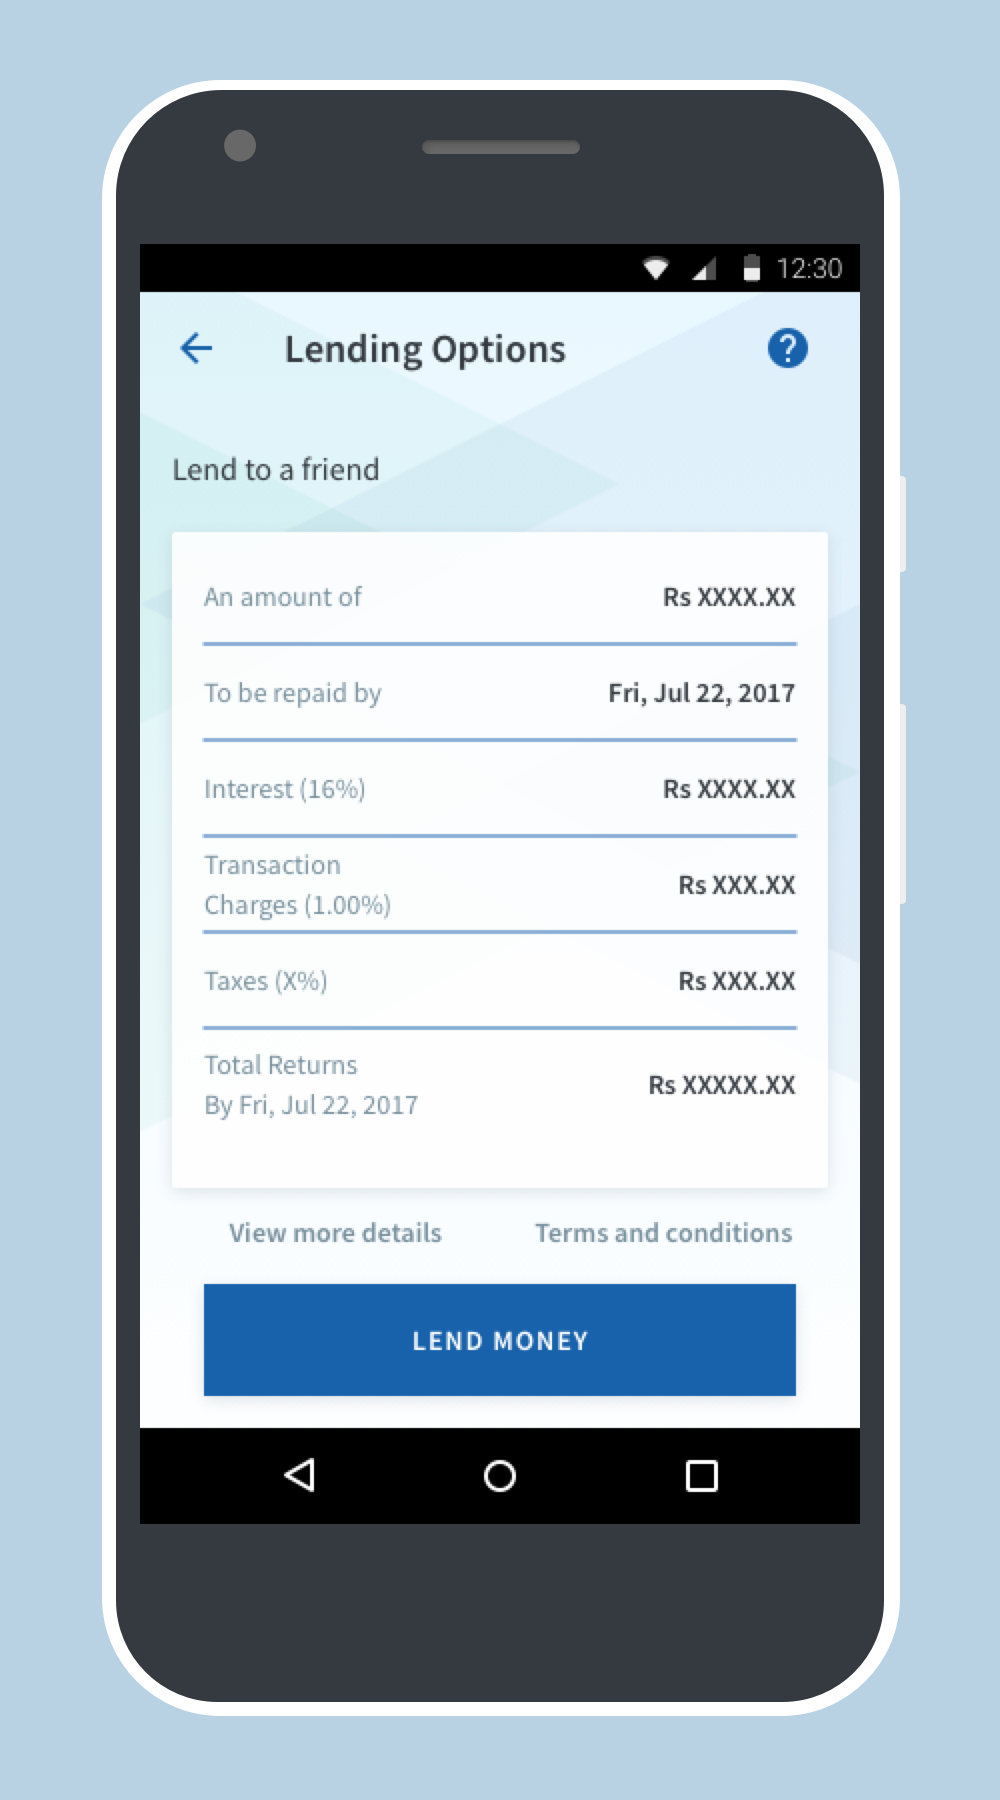 12:30
Lending Options
?
Lend to a friend
An amount of Rs XXXX.XX
To be repaid by Fri, Jul 22, 2017
Interest (16%) Rs XXXX.XX
Transaction
Charges (1.00%) Rs XXX.XX
Taxes (X%) Rs XXX.XX
Total Returns
By Fri, Jul 22, 2017 Rs XXXXX.XX
View more details Terms and conditions
LEND MONEY